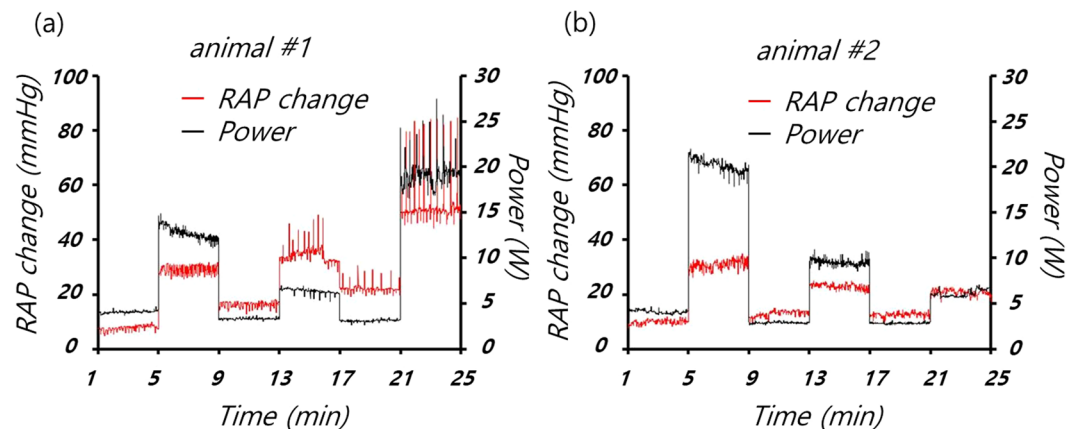 (a)
animal #1
RAP change (mmHg)
100
80
60
40
20
0
RAP change
Power
30
25
20
15
10
5
0
Power (W)
1 5 9 13 17 21 25
Time (min)
(b)
animal #2
RAP change (mmHg)
100
80
60
40
20
0
RAP change
Power
30
25
20
15
10
5
0
Power (W)
1 5 9 13 17 21 25
Time (min)